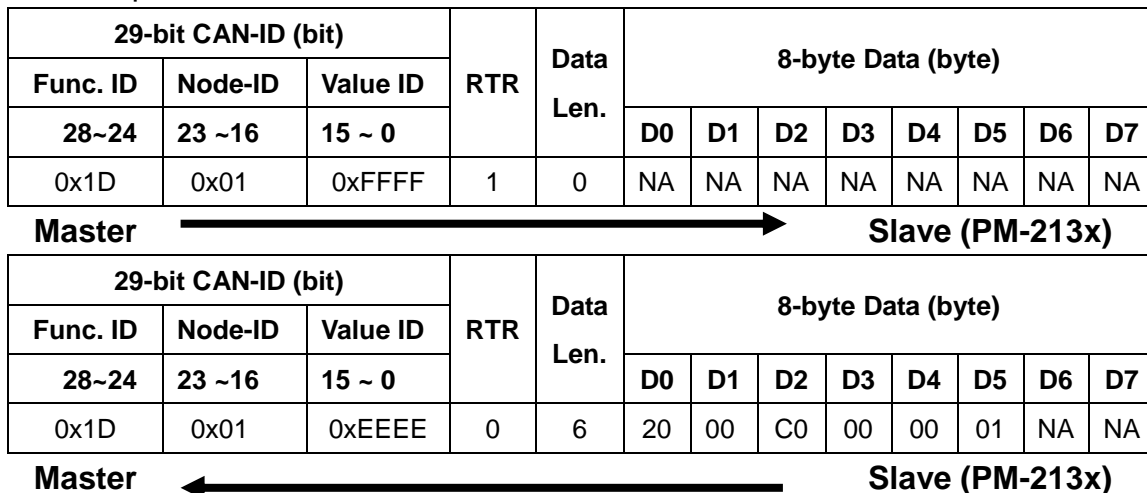 29-bit CAN-ID (bit) RTR Data Len. 8-byte Data (byte)
Func. ID Node-ID Value ID
28~24 23 ~16 15 ~ 0 D0 D1 D2 D3 D4 D5 D6 D7
0x1D 0x01 0xFFFF 1 0 NA NA NA NA NA NA NA NA
Master Slave (PM-213x)
29-bit CAN-ID (bit) RTR Data Len. 8-byte Data (byte)
Func. ID Node-ID Value ID
28~24 23 ~16 15 ~ 0 D0 D1 D2 D3 D4 D5 D6 D7
0x1D 0x01 0xEEEE 0 6 20 00 C0 00 00 01 NA NA
Master Slave (PM-213x)